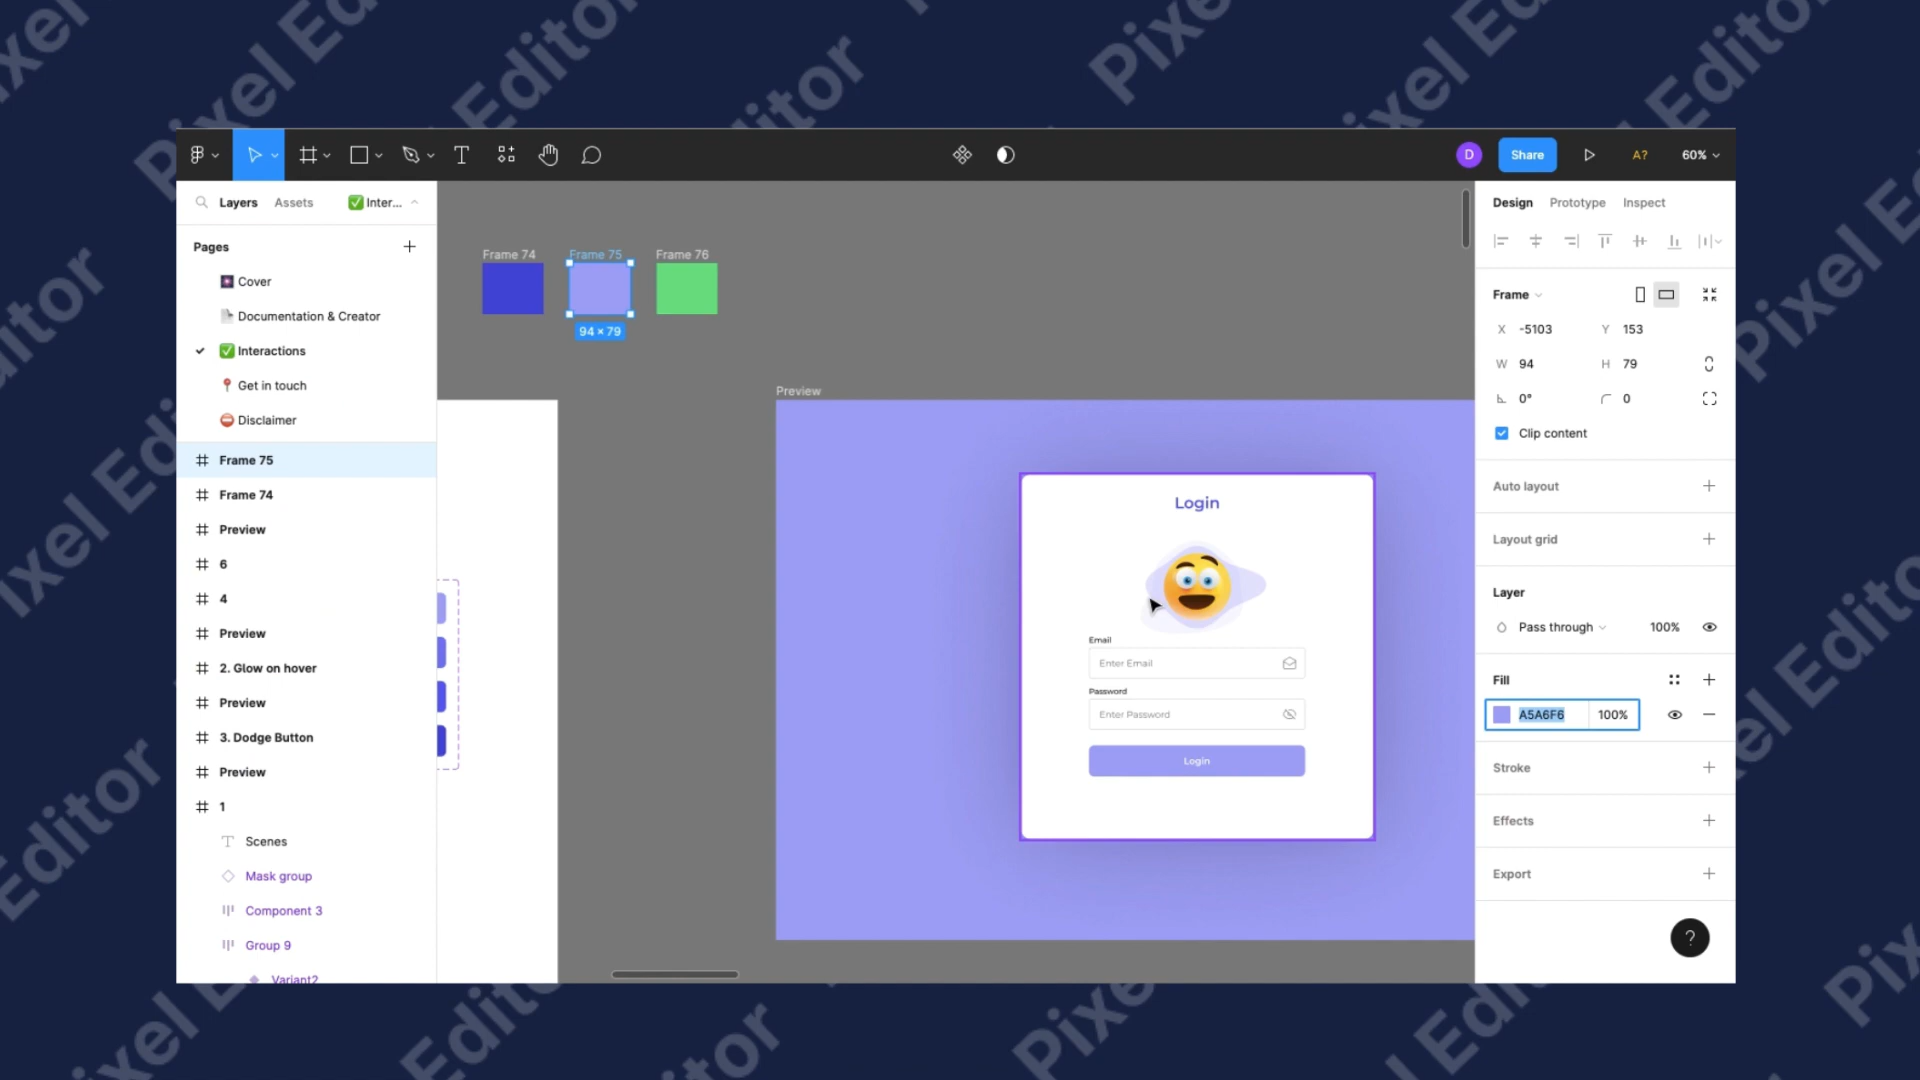 Pixel Editor
D
Share
A?
60%
Layers
Assets
Inter...
Pages
Cover
Documentation & Creator
Interactions
Get in touch
Disclaimer
Frame 75
Frame 74
Preview
6
4
Preview
2. Glow on hover
Preview
3. Dodge Button
Preview
1
Scenes
Mask group
Component 3
Group 9
Variant2
Frame 74
Frame 75
Frame 76
94 × 79
Preview
Login
Email
Enter Email
Password
Enter Password
Login
Design
Prototype
Inspect
Frame
X -5103
Y 153
W 94
H 79
0°
0
Clip content
Auto layout
Layout grid
Layer
Pass through
100%
Fill
A5A6F6
100%
Stroke
Effects
Export
?